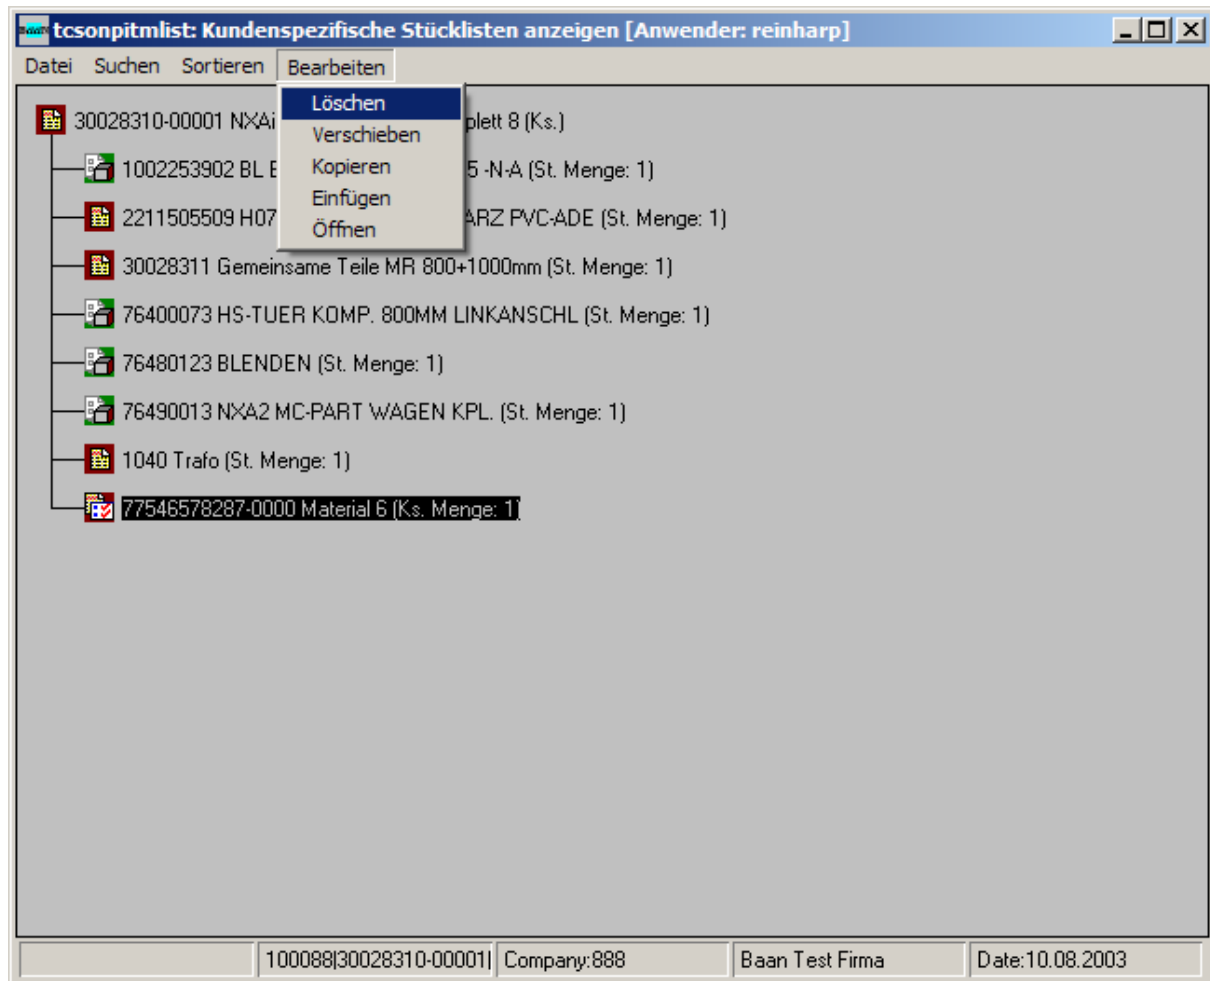 tcsonpitmlist: Kundenspezifische Stücklisten anzeigen [Anwender: reinharp]
Datei Suchen Sortieren Bearbeiten
Löschen
Verschieben
Kopieren
Einfügen
Öffnen
30028310-00001 NXAi plett 8 (Ks.)
1002253902 BL E 5 -N-A (St. Menge: 1)
2211505509 H07 ARZ PVC-ADE (St. Menge: 1)
30028311 Gemeinsame Teile MR 800+1000mm (St. Menge: 1)
76400073 HS-TUER KOMP. 800MM LINKANSCHL (St. Menge: 1)
76480123 BLENDEN (St. Menge: 1)
76490013 NXA2 MC-PART WAGEN KPL. (St. Menge: 1)
1040 Trafo (St. Menge: 1)
77546578287-0000 Material 6 (Ks. Menge: 1)
100088|30028310-00001| Company:888 Baan Test Firma Date:10.08.2003